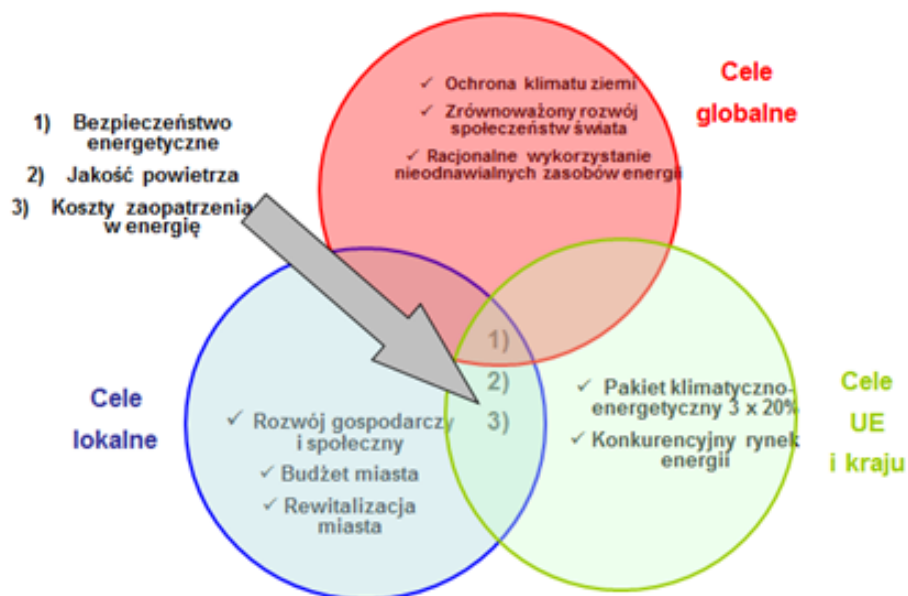 Cele
globalne
✓ Ochrona klimatu ziemi
✓ Zrównoważony rozwój
społeczeństw świata
✓ Racjonalne wykorzystanie
nieodnawialnych zasobów energii
1) Bezpieczeństwo
energetyczne
2) Jakość powietrza
3) Koszty zaopatrzenia
w energię
1)
2)
3)
Cele
lokalne
✓ Rozwój gospodarczy
i społeczny
✓ Budżet miasta
✓ Rewitalizacja
miasta
✓ Pakiet klimatyczno-
energetyczny 3 x 20%
✓ Konkurencyjny rynek
energii
Cele
UE
i kraju